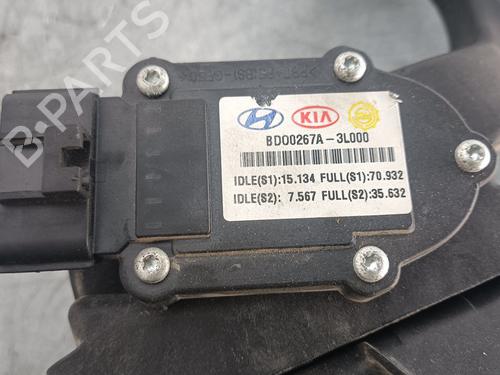 KIA
BD00267A-3L000
IDLE(S1):15.134 FULL(S1):70.932
IDLE(S2): 7.567 FULL(S2):35.632
B-PARTS